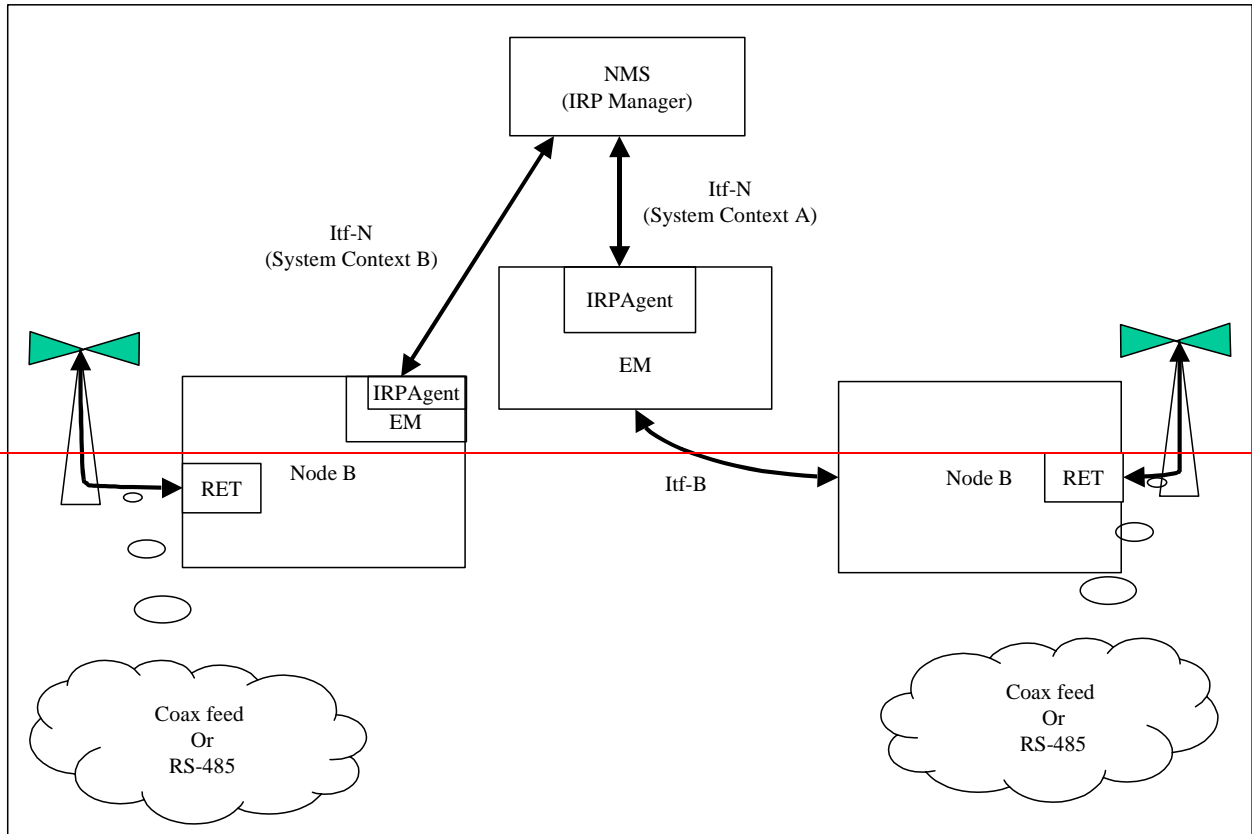 NMS
(IRP Manager)
Itf-N
(System Context A)
Itf-N
(System Context B)
IRPAgent
EM
IRPAgent
EM
Node B
RET
Itf-B
Node B
RET
Coax feed
Or
RS-485
Coax feed
Or
RS-485